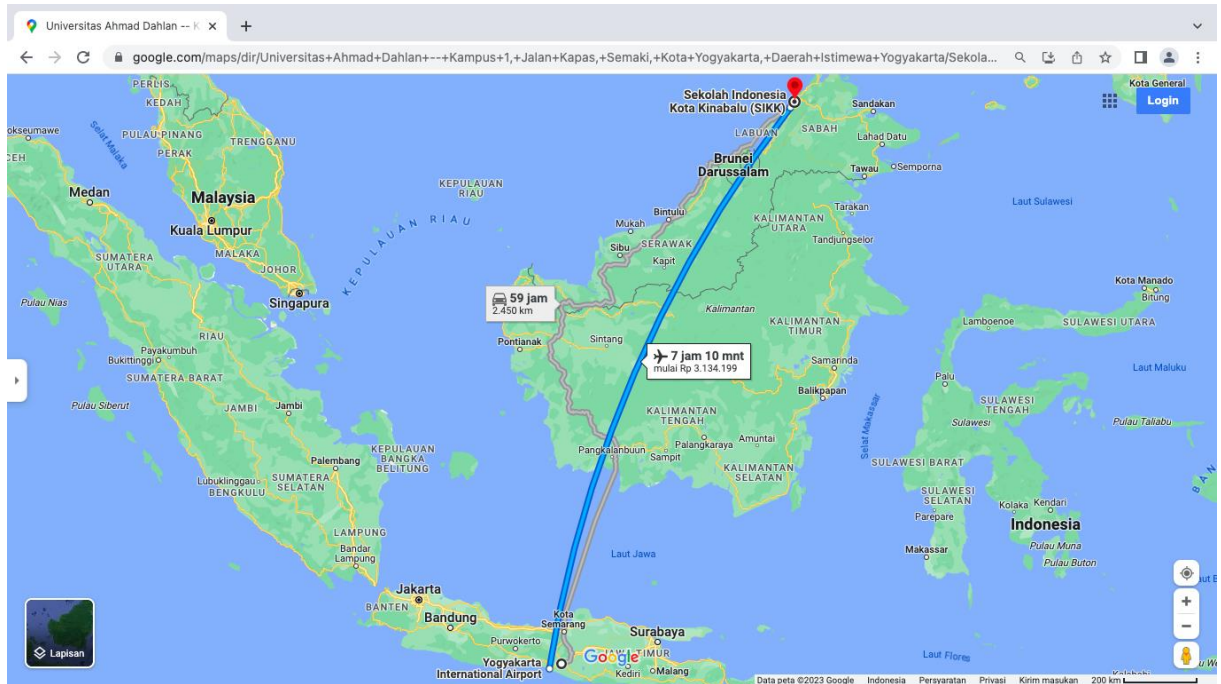 Universitas Ahmad Dahlan -- K
google.com/maps/dir/Universitas+Ahmad+Dahlan+--+Kampus+1,+Jalan+Kapas,+Semaki,+Kota+Yogyakarta,+Daerah+Istimewa+Yogyakarta/Sekola...
PERLIS
KEDAH
Sekolah Indonesia
Kota Kinabalu (SIKK)
Sandakan
Kota General
Login
okseumawe
CEH
Selat Malaka
PULAU PINANG
PERAK
TRENGGANU
LABUAN
SABAH
Lahad Datu
Brunei
Darussalam
Tawau
Semporna
Medan
Malaysia
Kuala Lumpur
KEPULAUAN
RIAU
KEPULAUAN RIAU
Bintulu
Mukah
KALIMANTAN
UTARA
Tarakan
Laut Sulawesi
SUMATERA
UTARA
MALAKA
JOHOR
Sibu
SERAWAK
Kapit
Tandjungselor
Pulau Nias
Singapura
59 jam
2.450 km
Kalimantan
Kota Manado
Bitung
RIAU
Pontianak
Sintang
KALIMANTAN
TIMUR
Lamboenoe
SULAWESI UTARA
Payakumbuh
Bukittinggi
SUMATERA BARAT
7 jam 10 mnt
mulai Rp 3.134.199
Samarinda
Balikpapan
Palu
Laut Maluku
Pulau Siberut
JAMBI
Jambi
KALIMANTAN
TENGAH
Selat Makassar
SULAWESI
TENGAH
Sulawesi
Pulau Taliabu
KEPULAUAN
BANGKA
BELITUNG
Pangkalanbuun
Sampit
Palangkaraya
Amuntai
Palembang
Lubuklinggau
BENGKULU
SUMATERA
SELATAN
KALIMANTAN
SELATAN
SULAWESI BARAT
SULAWESI
SELATAN
Parepare
Kolaka
Kendari
Indonesia
LAMPUNG
Bandar
Lampung
Laut Jawa
Makassar
Pulau Muna
Pulau Buton
Jakarta
BANTEN
Bandung
Kota
Semarang
Surabaya
Purwokerto
JAWA TIMUR
Lapisan
Yogyakarta
International Airport
Google
Kediri
Malang
Laut Flores
Data peta ©2023 Google
Indonesia
Persyaratan
Privasi
Kirim masukan
200 km